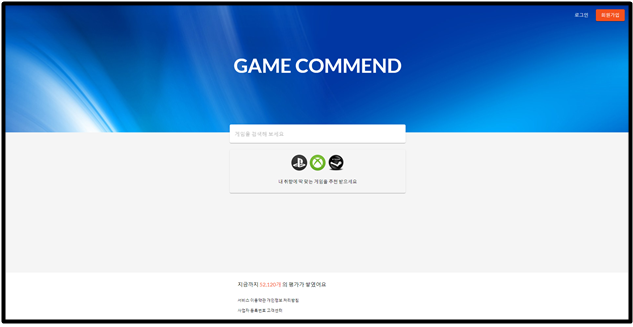 로그인 회원가입
GAME COMMEND
게임을 검색해 보세요
내 취향에 딱 맞는 게임을 추천 받으세요
지금까지 52,120개 의 평가가 쌓였어요
서비스 이용약관 개인정보 처리방침
사업자 등록번호 고객센터